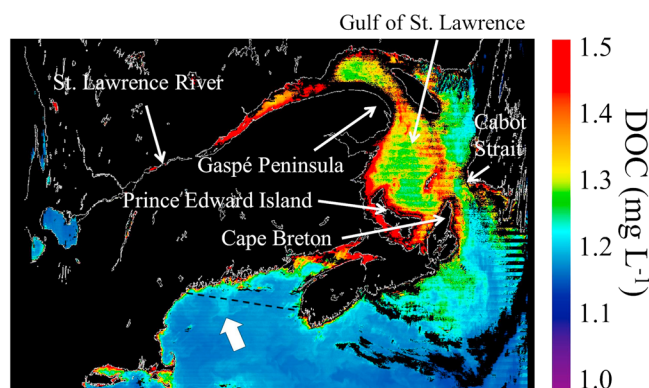 Gulf of St. Lawrence
St. Lawrence River
Cabot
Strait
Gaspé Peninsula
Prince Edward Island
Cape Breton
1.5
1.4
1.3
1.2
1.1
1.0
DOC (mg L⁻¹)